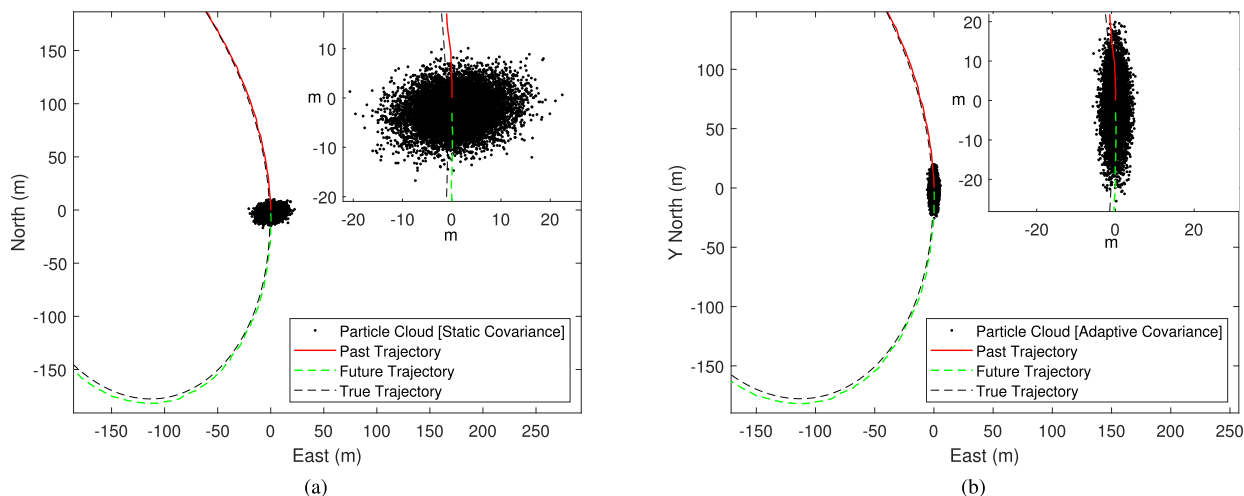 150
100
50
0
-50
-100
-150
North (m)
-150
-100
-50
0
50
100
150
200
250
East (m)
10
0
-10
-20
m
-20
-10
0
10
20
m
Particle Cloud [Static Covariance]
Past Trajectory
Future Trajectory
True Trajectory
(a)
100
50
0
-50
-100
-150
Y North (m)
-150
-100
-50
0
50
100
150
200
250
East (m)
20
10
0
-10
-20
m
-20
0
20
m
Particle Cloud [Adaptive Covariance]
Past Trajectory
Future Trajectory
True Trajectory
(b)